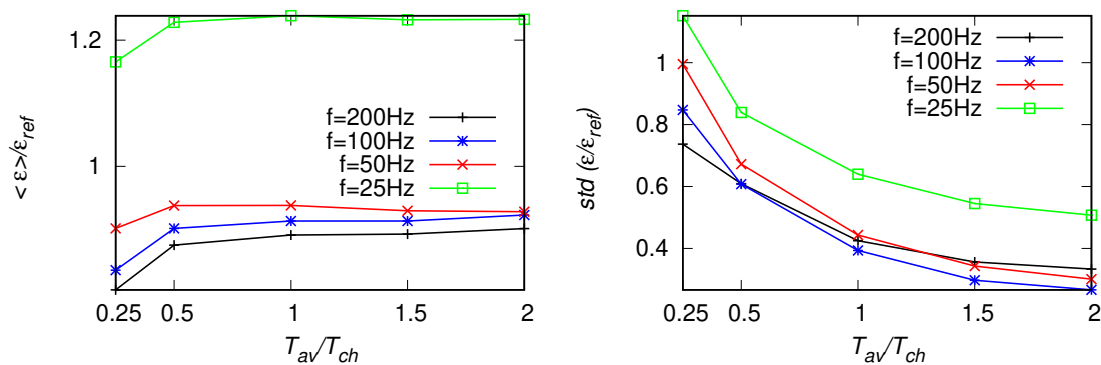 1.2
1
< ε>/ε_ref
f=200Hz
f=100Hz
f=50Hz
f=25Hz
0.25 0.5 1 1.5 2
T_av/T_ch
1
0.8
0.6
0.4
std (ε/ε_ref)
f=200Hz
f=100Hz
f=50Hz
f=25Hz
0.25 0.5 1 1.5 2
T_av/T_ch